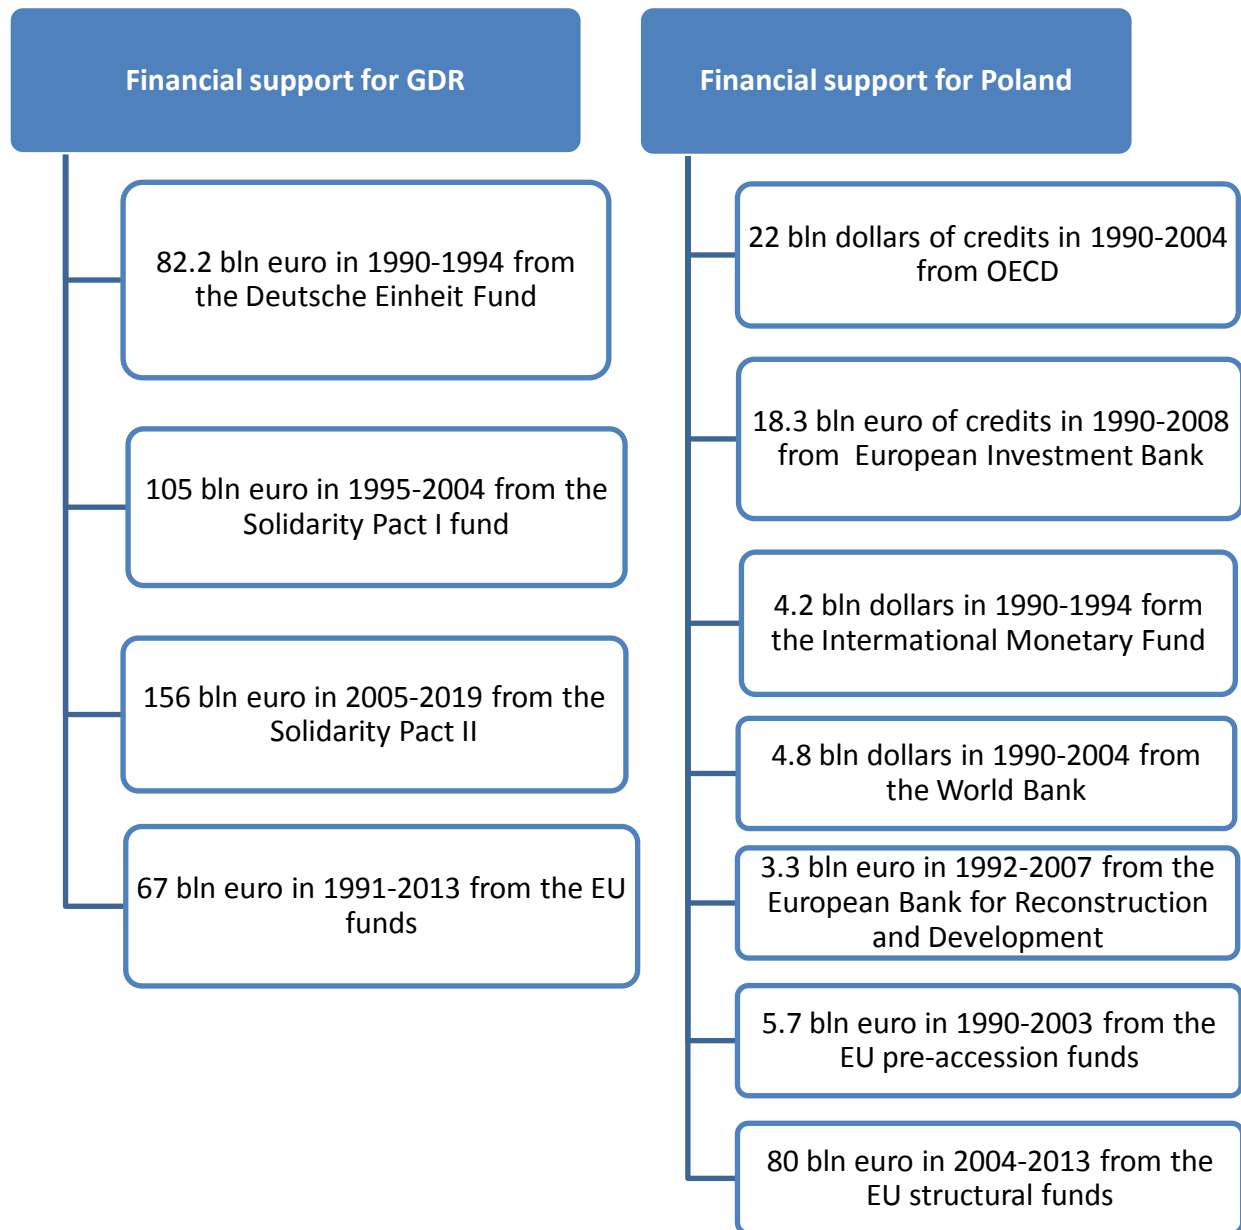 Financial support for GDR
82.2 bln euro in 1990-1994 from
the Deutsche Einheit Fund
105 bln euro in 1995-2004 from the
Solidarity Pact I fund
156 bln euro in 2005-2019 from the
Solidarity Pact II
67 bln euro in 1991-2013 from the EU
funds
Financial support for Poland
22 bln dollars of credits in 1990-2004
from OECD
18.3 bln euro of credits in 1990-2008
from European Investment Bank
4.2 bln dollars in 1990-1994 form
the Intermational Monetary Fund
4.8 bln dollars in 1990-2004 from
the World Bank
3.3 bln euro in 1992-2007 from the
European Bank for Reconstruction
and Development
5.7 bln euro in 1990-2003 from the
EU pre-accession funds
80 bln euro in 2004-2013 from the
EU structural funds